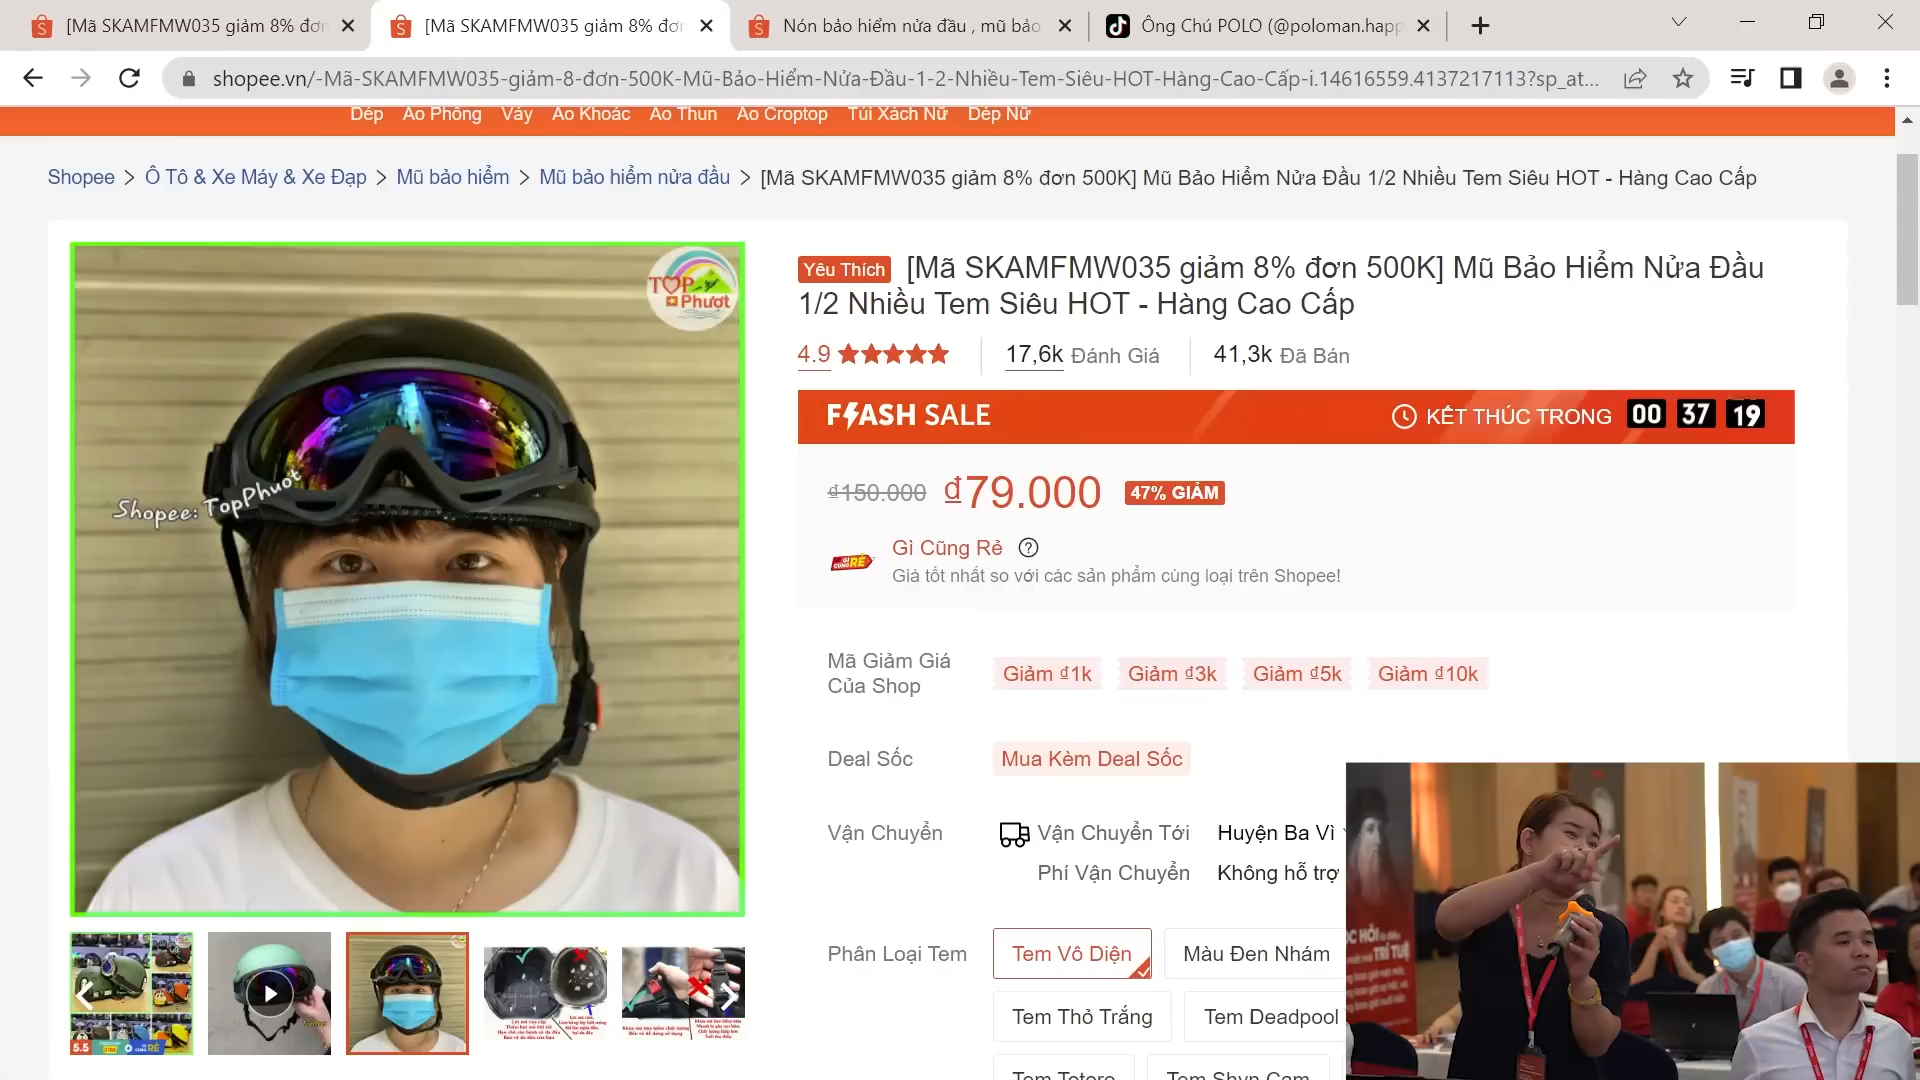 [Mã SKAMFMW035 giảm 8% đơn
[Mã SKAMFMW035 giảm 8% đơn
Nón bảo hiểm nửa đầu , mũ bảo
Ông Chú POLO (@poloman.happ
shopee.vn/-Mã-SKAMFMW035-giảm-8-đơn-500K-Mũ-Bảo-Hiểm-Nửa-Đầu-1-2-Nhiều-Tem-Siêu-HOT-Hàng-Cao-Cấp-i.14616559.4137217113?sp_at...
Dép Áo Phông Váy Áo Khoác Áo Thun Áo Croptop Túi Xách Nữ Dép Nữ
Shopee > Ô Tô & Xe Máy & Xe Đạp > Mũ bảo hiểm > Mũ bảo hiểm nửa đầu > [Mã SKAMFMW035 giảm 8% đơn 500K] Mũ Bảo Hiểm Nửa Đầu 1/2 Nhiều Tem Siêu HOT - Hàng Cao Cấp
TOP
Phượt
Shopee: TopPhuot
Yêu Thích [Mã SKAMFMW035 giảm 8% đơn 500K] Mũ Bảo Hiểm Nửa Đầu
1/2 Nhiều Tem Siêu HOT - Hàng Cao Cấp
4.9 17,6k Đánh Giá 41,3k Đã Bán
FLASH SALE KẾT THÚC TRONG 00 37 19
₫150.000 ₫79.000 47% GIẢM
Gì Cũng Rẻ
Giá tốt nhất so với các sản phẩm cùng loại trên Shopee!
Mã Giảm Giá
Của Shop
Giảm ₫1k Giảm ₫3k Giảm ₫5k Giảm ₫10k
Deal Sốc Mua Kèm Deal Sốc
Vận Chuyển Vận Chuyển Tới Huyện Ba Vì
Phí Vận Chuyển Không hỗ trợ
Phân Loại Tem Tem Vô Diện Màu Đen Nhám
Tem Thỏ Trắng Tem Deadpool
Tem Totoro Tem Shyn Cam
5.5